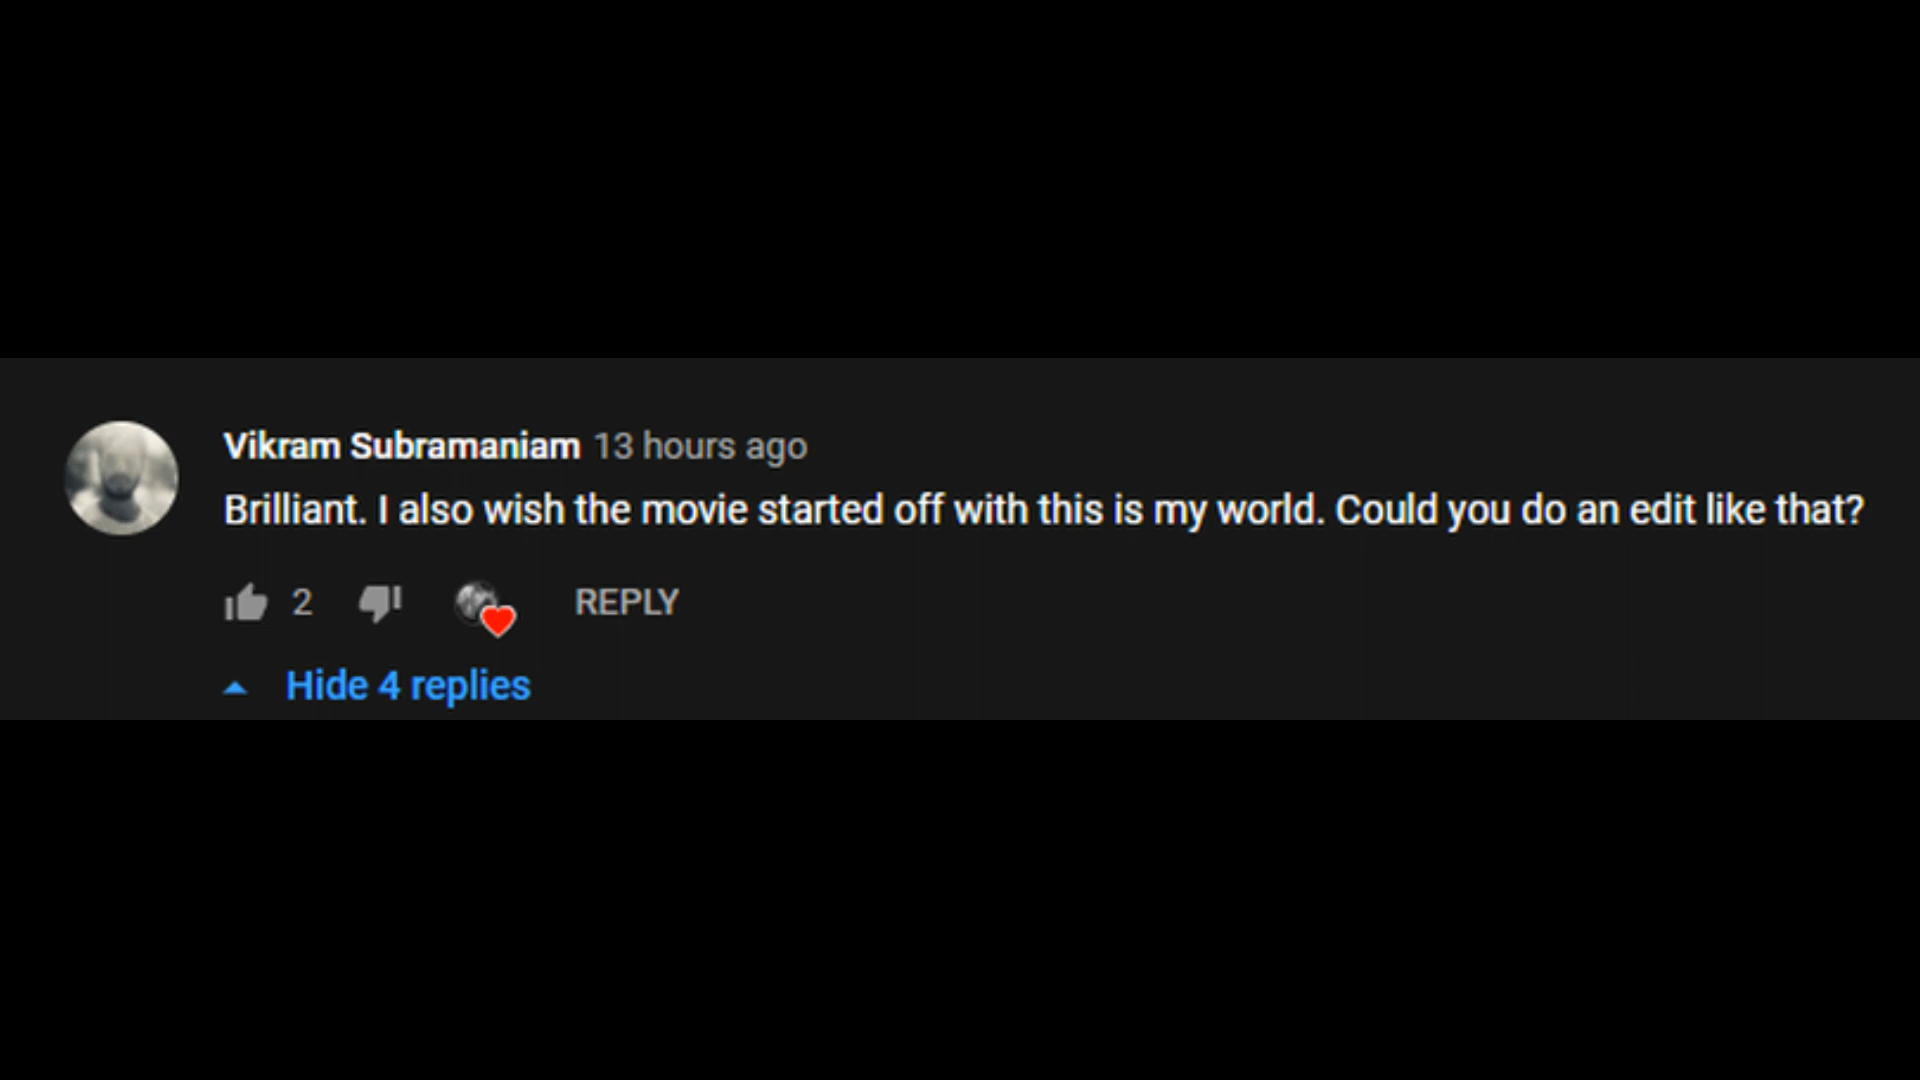 Vikram Subramaniam 13 hours ago
Brilliant. I also wish the movie started off with this is my world. Could you do an edit like that?
2 REPLY
Hide 4 replies